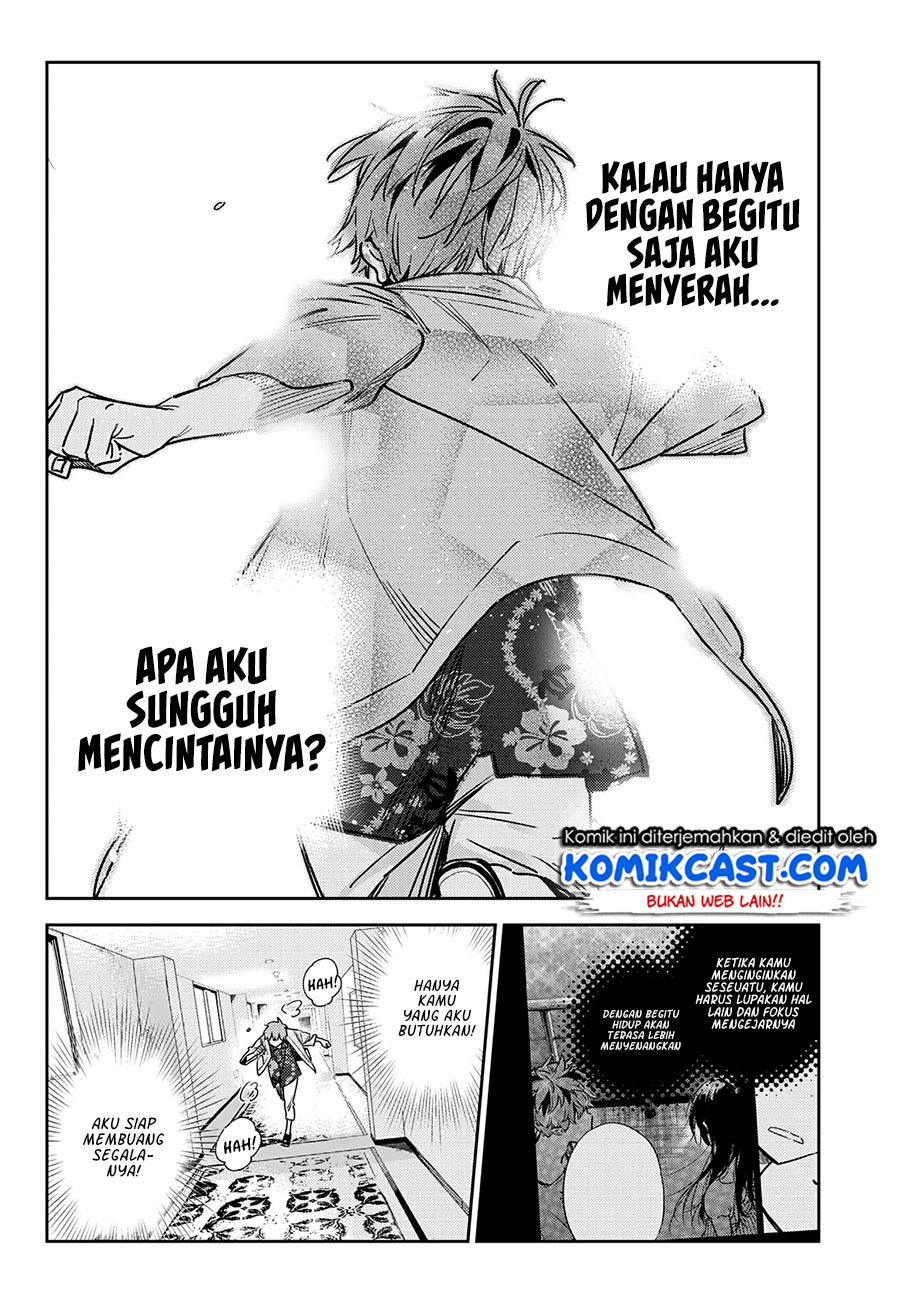 KALAU HANYA
DENGAN BEGITU
SAJA AKU
MENYERAH...
APA AKU
SUNGGUH
MENCINTAINYA?
Komik ini diterjemahkan & diedit oleh
KOMIKCAST.COM
BUKAN WEB LAIN!!
KETIKA KAMU
MENGINGINKAN
SESEUATU, KAMU
HARUS LUPAKAN HAL
LAIN DAN FOKUS
MENGEJARNYA
DENGAN BEGITU
HIDUP AKAN
TERASA LEBIH
MENYENANGKAN
HANYA
KAMU
YANG AKU
BUTUHKAN!
HAH!
HAH!
AKU SIAP
MEMBUANG
SEGALA-
NYA!